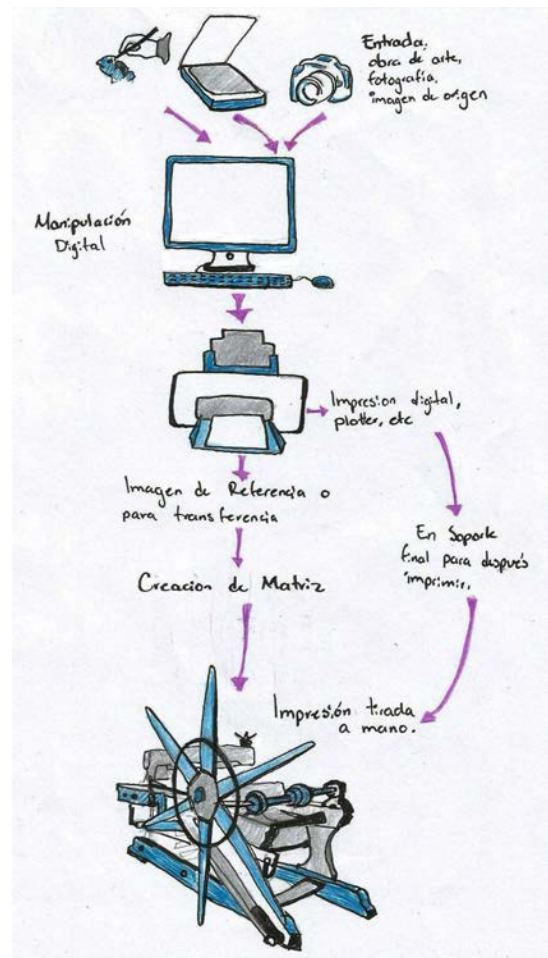 Entrada:
obra de arte,
fotografía,
imagen de origen
Manipulación
Digital
Impresion digital,
plotter, etc
Imagen de Referencia o
para transferencia
En Soporte
final para después
imprimir.
Creación de Matriz
Impresión tirada
a mano.